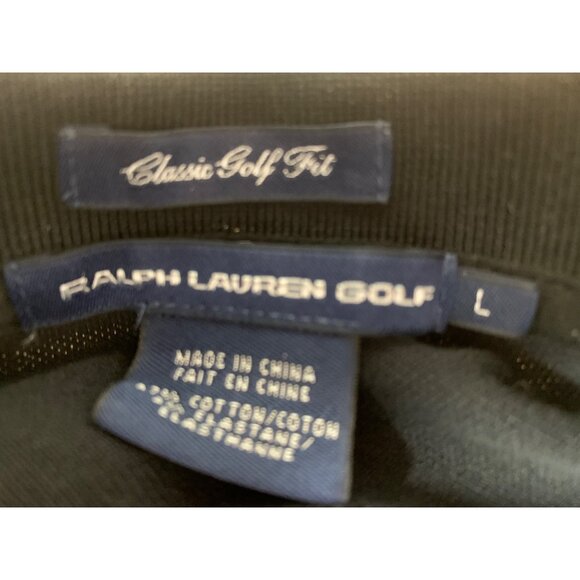 Classic Golf Fit
RALPH LAUREN GOLF
L
MADE IN CHINA
FAIT EN CHINE
COTTON/COTON
ELASTANE/
ELASTHANNE